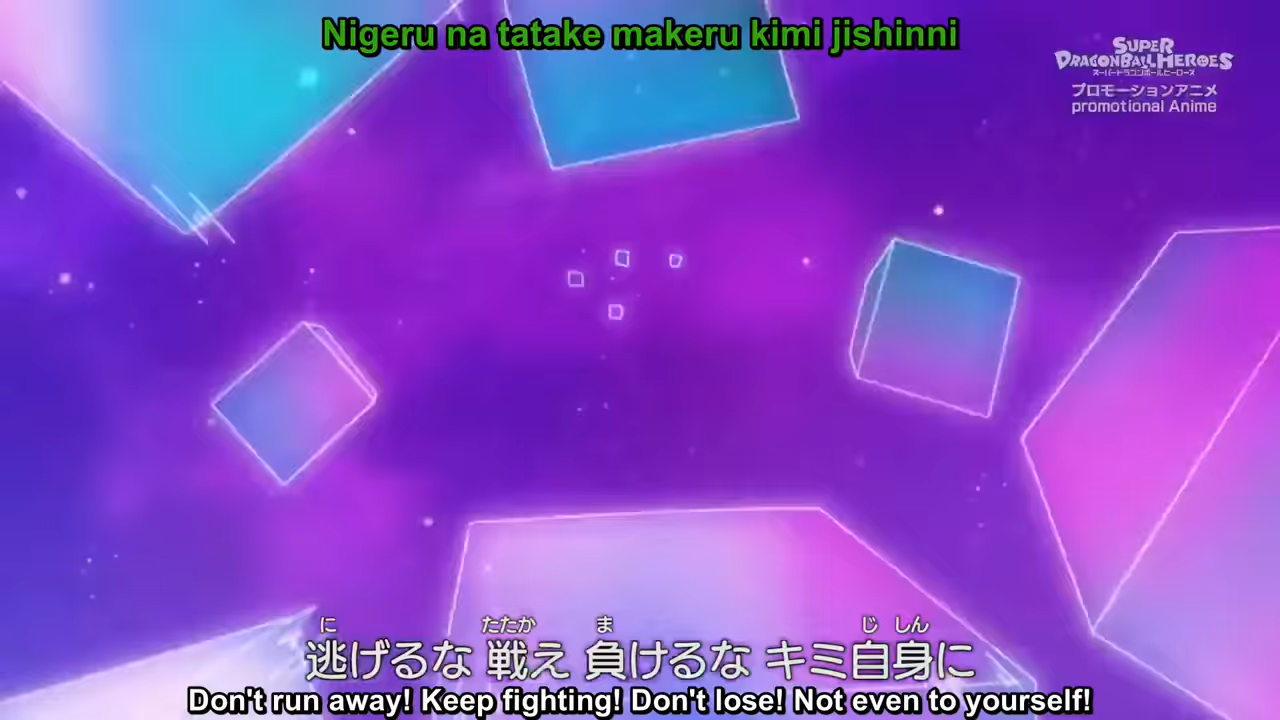 Nigeru na tatake makeru kimi jishinni
SUPER
DRAGONBALL HEROES
スーパードラゴンボールヒーローズ
プロモーションアニメ
promotional Anime
に たたか ま じ しん
逃げるな 戦え 負けるな キミ自身に
Don't run away! Keep fighting! Don't lose! Not even to yourself!